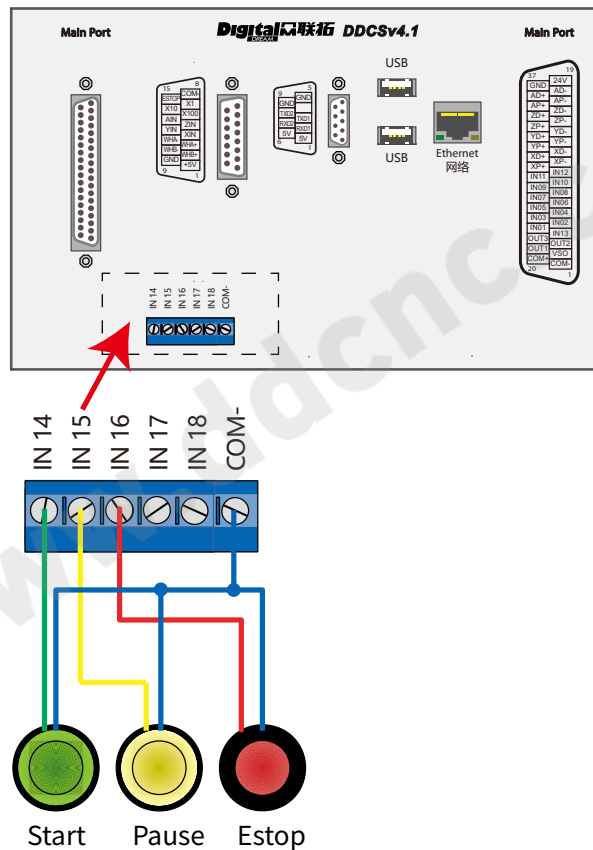 Main Port
Digital众联拓 DDCSv4.1
DREAM
Main Port
USB
USB
Ethernet
网络
15
8
ESTOP
COM-
X10
X1
AIN
X100
YIN
ZIN
WHA-
XIN
WHB-
WHA+
GND
WHB+
+5V
9
1
9
5
GND
GND
TXD2
TXD1
RXD2
RXD1
5V
5V
6
1
37
19
GND
24V
AD+
AD-
AP+
AP-
ZD+
ZD-
ZP+
ZP-
YD+
YD-
YP+
YP-
XD+
XD-
XP+
XP-
IN11
IN12
IN09
IN10
IN07
IN08
IN05
IN06
IN03
IN04
IN01
IN02
OUT3
IN13
OUT1
OUT2
COM+
VSO
COM-
20
1
IN 14
IN 15
IN 16
IN 17
IN 18
COM-
IN 14
IN 15
IN 16
IN 17
IN 18
COM-
Start
Pause
Estop